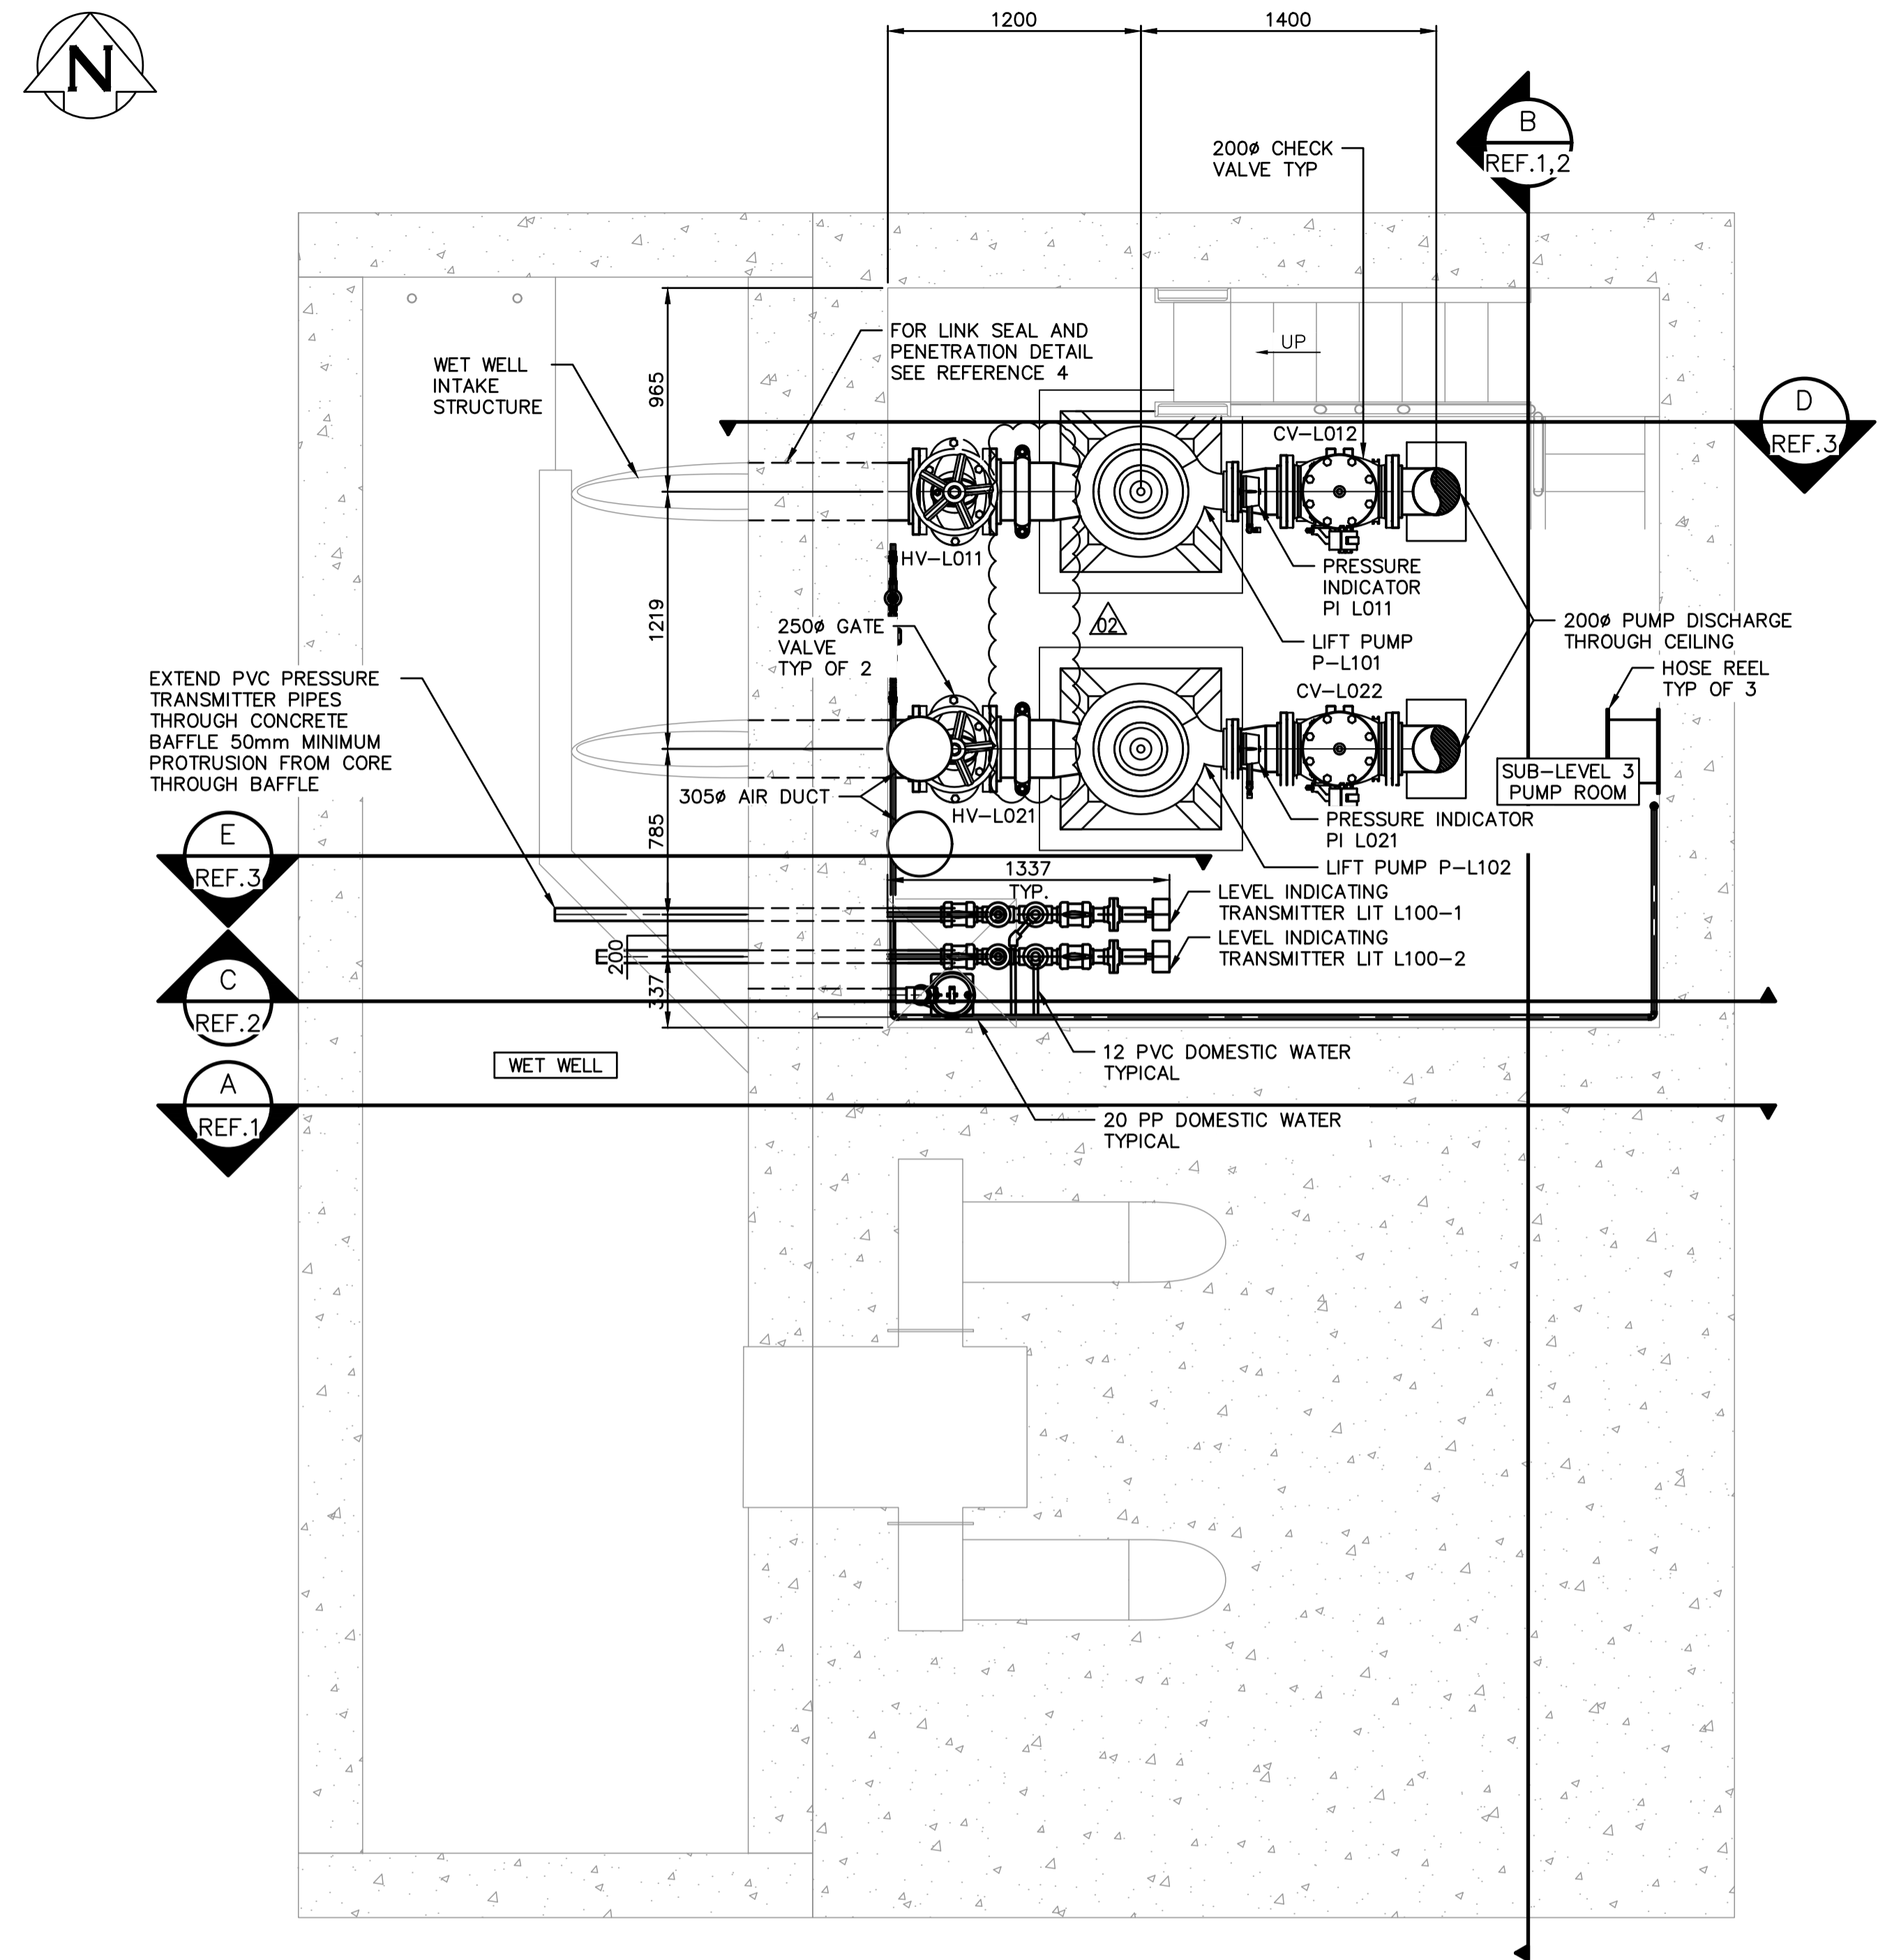 N
1200
1400
B
REF.1,2
200ø CHECK
VALVE TYP
FOR LINK SEAL AND
PENETRATION DETAIL
SEE REFERENCE 4
UP
WET WELL
INTAKE
STRUCTURE
965
D
REF.3
CV-L012
HV-L011
PRESSURE
INDICATOR
PI L011
1219
250ø GATE
VALVE
TYP OF 2
02
LIFT PUMP
P-L101
200ø PUMP DISCHARGE
THROUGH CEILING
HOSE REEL
TYP OF 3
CV-L022
EXTEND PVC PRESSURE
TRANSMITTER PIPES
THROUGH CONCRETE
BAFFLE 50mm MINIMUM
PROTRUSION FROM CORE
THROUGH BAFFLE
SUB-LEVEL 3
PUMP ROOM
305ø AIR DUCT
HV-L021
PRESSURE INDICATOR
PI L021
785
E
REF.3
LIFT PUMP P-L102
1337
TYP.
LEVEL INDICATING
TRANSMITTER LIT L100-1
LEVEL INDICATING
TRANSMITTER LIT L100-2
200
337
C
REF.2
12 PVC DOMESTIC WATER
TYPICAL
WET WELL
A
REF.1
20 PP DOMESTIC WATER
TYPICAL